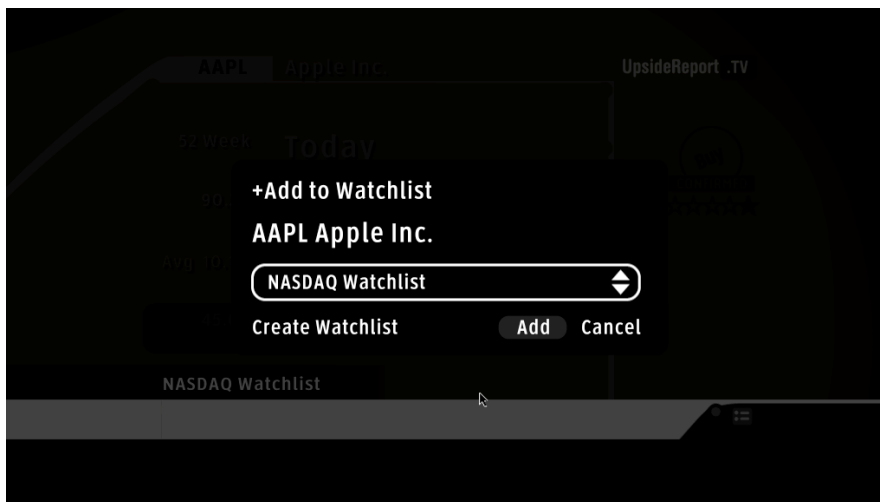 AAPL Apple Inc.
UpsideReport .TV
52 Week Today
+Add to Watchlist
AAPL Apple Inc.
NASDAQ Watchlist
Create Watchlist Add Cancel
NASDAQ Watchlist